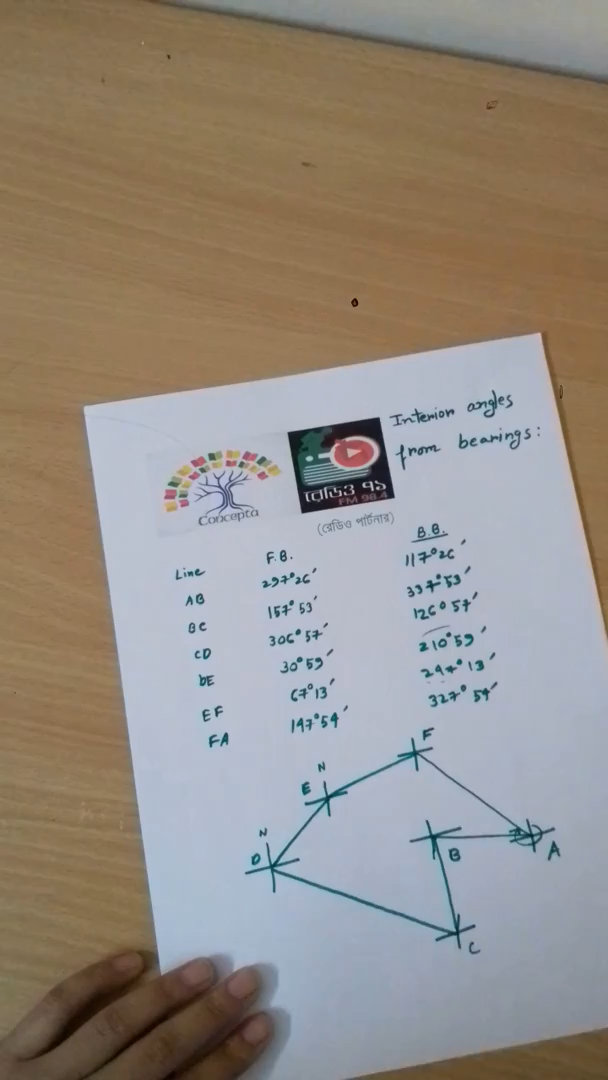 Interior angles
from bearings:
Concepta
রেডিও ৭১
FM 98.4
(রেডিও পার্টনার)
Line F.B. B.B.
AB 297°26′ 117°26′
BC 157°53′ 337°53′
CD 306°57′ 126°57′
DE 30°59′ 210°59′
EF 67°13′ 247°13′
FA 147°54′ 327°54′
F
N
E
N
D
B
A
C